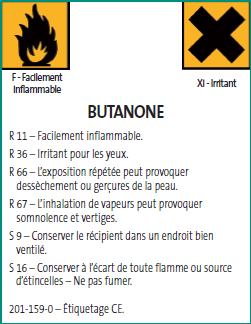 F - Facilement
Inflammable
Xi - Irritant
BUTANONE
R 11 – Facilement inflammable.
R 36 – Irritant pour les yeux.
R 66 – L'exposition répétée peut provoquer
dessèchement ou gerçures de la peau.
R 67 – L'inhalation de vapeurs peut provoquer
somnolence et vertiges.
S 9 – Conserver le récipient dans un endroit bien
ventilé.
S 16 – Conserver à l'écart de toute flamme ou source
d'étincelles – Ne pas fumer.
201-159-0 – Étiquetage CE.